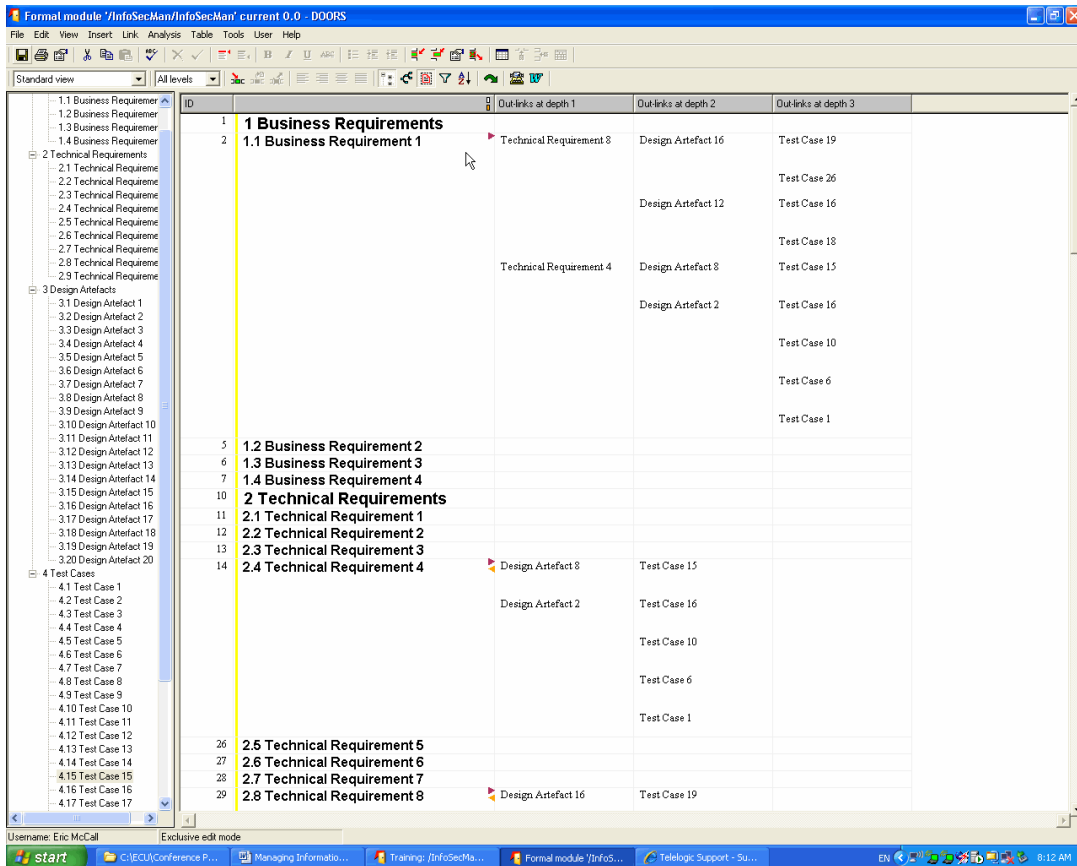 Formal module '/InfoSecMan/InfoSecMan' current 0.0 - DOORS
File Edit View Insert Link Analysis Table Tools User Help
Standard view All levels
1.1 Business Requiremer
1.2 Business Requiremer
1.3 Business Requiremer
1.4 Business Requiremer
2 Technical Requirements
2.1 Technical Requireme
2.2 Technical Requireme
2.3 Technical Requireme
2.4 Technical Requireme
2.5 Technical Requireme
2.6 Technical Requireme
2.7 Technical Requireme
2.8 Technical Requireme
2.9 Technical Requireme
3 Design Artefacts
3.1 Design Artefact 1
3.2 Design Artefact 2
3.3 Design Artefact 3
3.4 Design Artefact 4
3.5 Design Artefact 5
3.6 Design Artefact 6
3.7 Design Artefact 7
3.8 Design Artefact 8
3.9 Design Artefact 9
3.10 Design Arterfact 10
3.11 Design Artefact 11
3.12 Design Artefact 12
3.13 Design Artefact 13
3.14 Design Arterfact 14
3.15 Design Artefact 15
3.16 Design Artefact 16
3.17 Design Artefact 17
3.18 Design Arterfact 18
3.19 Design Artefact 19
3.20 Design Artefact 20
4 Test Cases
4.1 Test Case 1
4.2 Test Case 2
4.3 Test Case 3
4.4 Test Case 4
4.5 Test Case 5
4.6 Test Case 6
4.7 Test Case 7
4.8 Test Case 8
4.9 Test Case 9
4.10 Test Case 10
4.11 Test Case 11
4.12 Test Case 12
4.13 Test Case 13
4.14 Test Case 14
4.15 Test Case 15
4.16 Test Case 16
4.17 Test Case 17
ID Out-links at depth 1 Out-links at depth 2 Out-links at depth 3
1 1 Business Requirements
2 1.1 Business Requirement 1 Technical Requirement 8 Design Artefact 16 Test Case 19
Test Case 26
Design Artefact 12 Test Case 16
Test Case 18
Technical Requirement 4 Design Artefact 8 Test Case 15
Design Artefact 2 Test Case 16
Test Case 10
Test Case 6
Test Case 1
5 1.2 Business Requirement 2
6 1.3 Business Requirement 3
7 1.4 Business Requirement 4
10 2 Technical Requirements
11 2.1 Technical Requirement 1
12 2.2 Technical Requirement 2
13 2.3 Technical Requirement 3
14 2.4 Technical Requirement 4 Design Artefact 8 Test Case 15
Design Artefact 2 Test Case 16
Test Case 10
Test Case 6
Test Case 1
26 2.5 Technical Requirement 5
27 2.6 Technical Requirement 6
28 2.7 Technical Requirement 7
29 2.8 Technical Requirement 8 Design Artefact 16 Test Case 19
Username: Eric McCall Exclusive edit mode
start C:\ECU\Conference P... Managing Informatio... Training: /InfoSecMa... Formal module '/InfoS... Telelogic Support - Su... EN 8:12 AM